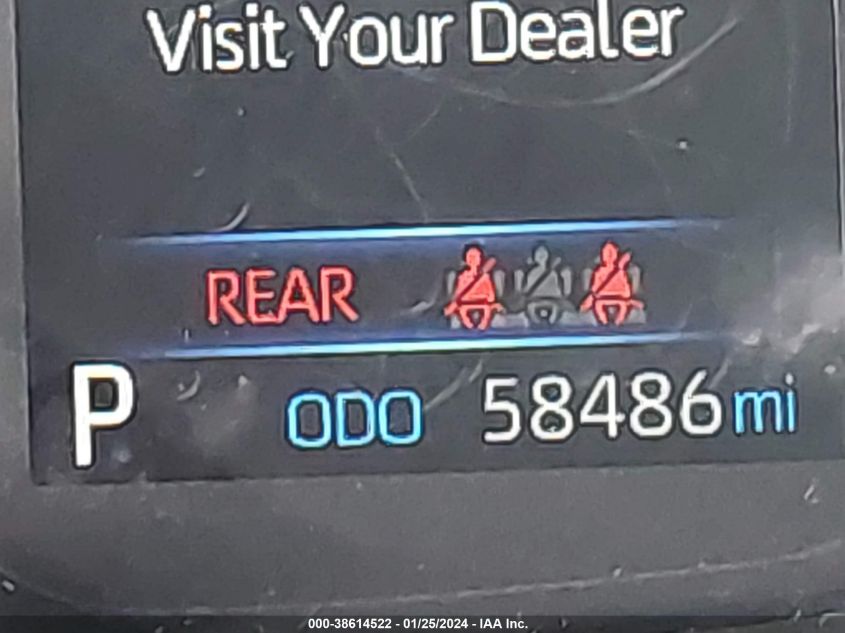 Visit Your Dealer
REAR
P ODO 58486 mi
000-38614522 - 01/25/2024 - IAA Inc.